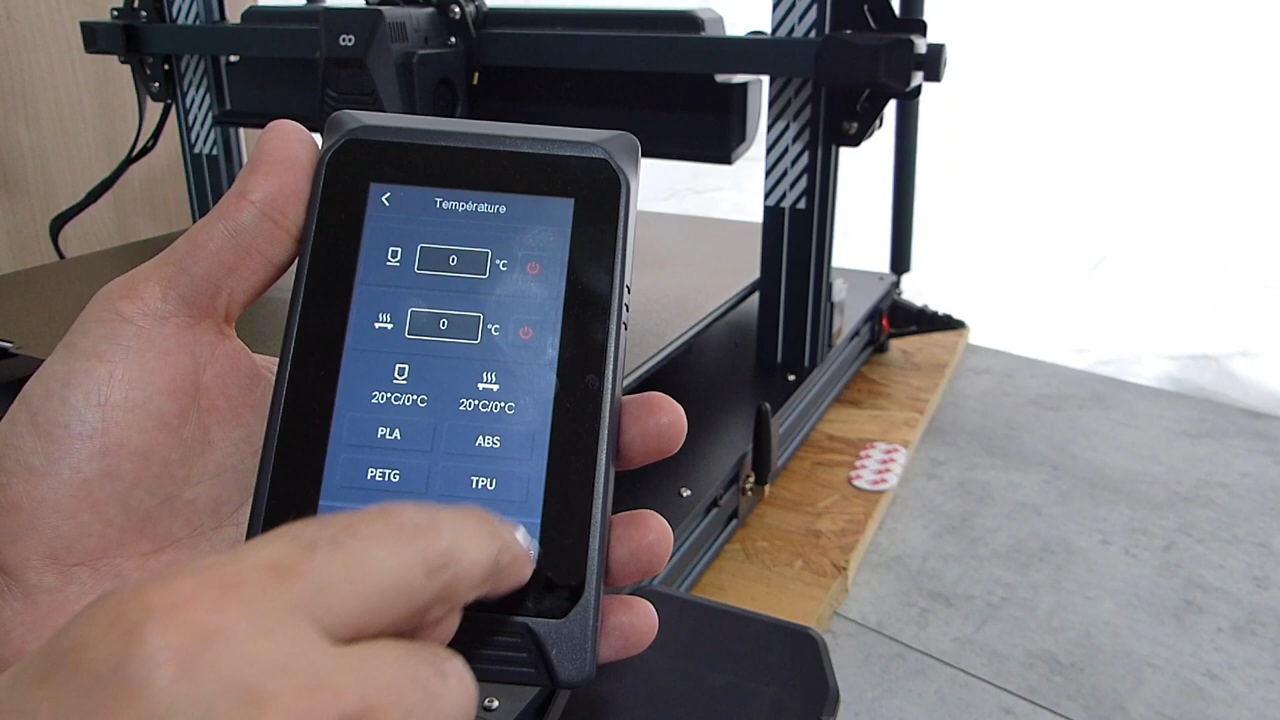 Température
0 °C
0 °C
20°C/0°C 20°C/0°C
PLA ABS
PETG TPU